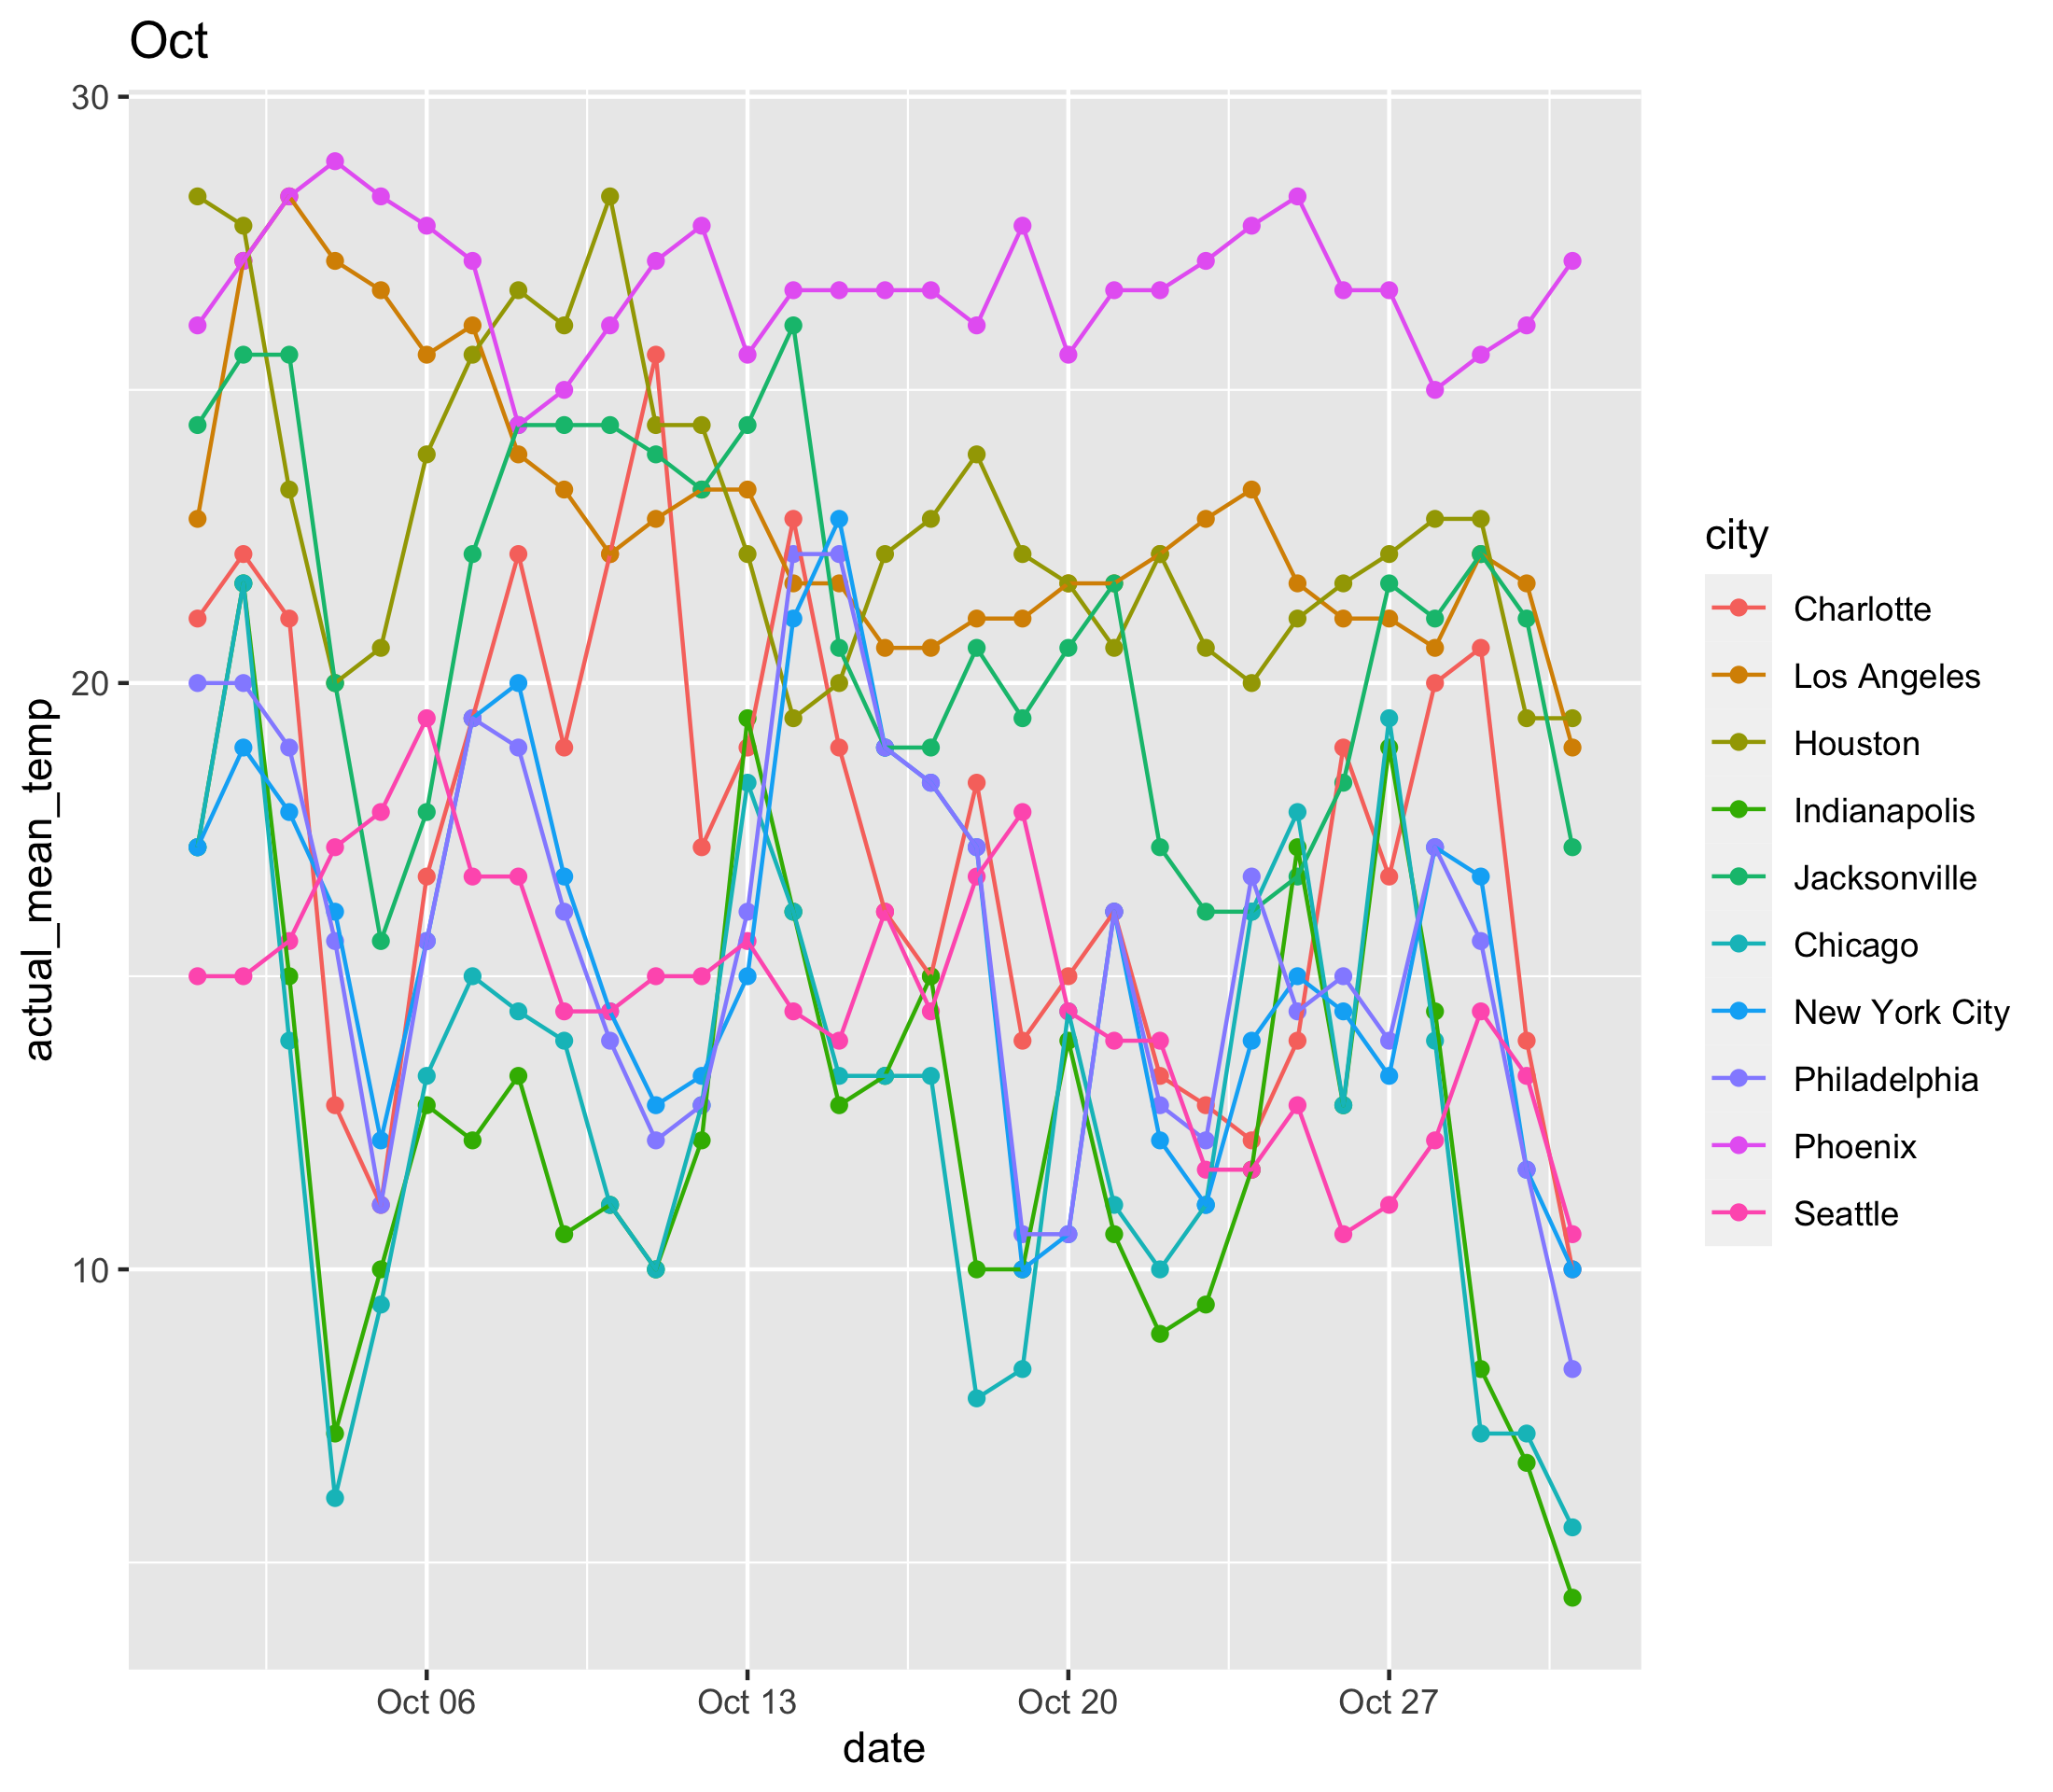 Oct
30
20
10
actual_mean_temp
Oct 06
Oct 13
Oct 20
Oct 27
date
city
Charlotte
Los Angeles
Houston
Indianapolis
Jacksonville
Chicago
New York City
Philadelphia
Phoenix
Seattle